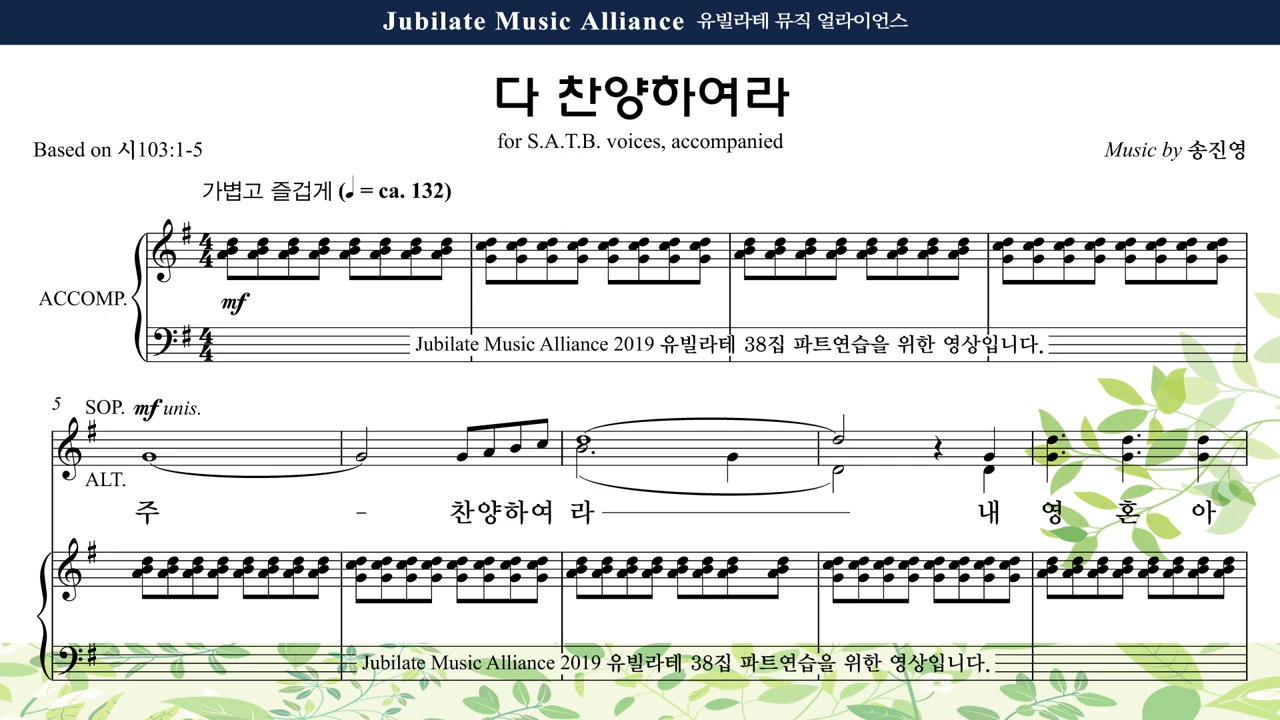 Jubilate Music Alliance 유빌라테 뮤직 얼라이언스
다 찬양하여라
for S.A.T.B. voices, accompanied
Based on 시103:1-5
Music by 송진영
가볍고 즐겁게 (♩ = ca. 132)
4 4
ACCOMP.
mf
4 4
Jubilate Music Alliance 2019 유빌라테 38집 파트연습을 위한 영상입니다.
5 SOP. mf unis.
ALT.
주 - 찬양하여 라 내 영 혼 아
Jubilate Music Alliance 2019 유빌라테 38집 파트연습을 위한 영상입니다.